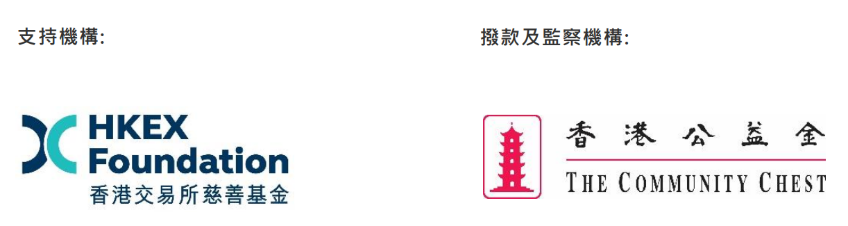 支持機構:
HKEX
Foundation
香港交易所慈善基金
撥款及監察機構:
香港公益金
THE COMMUNITY CHEST